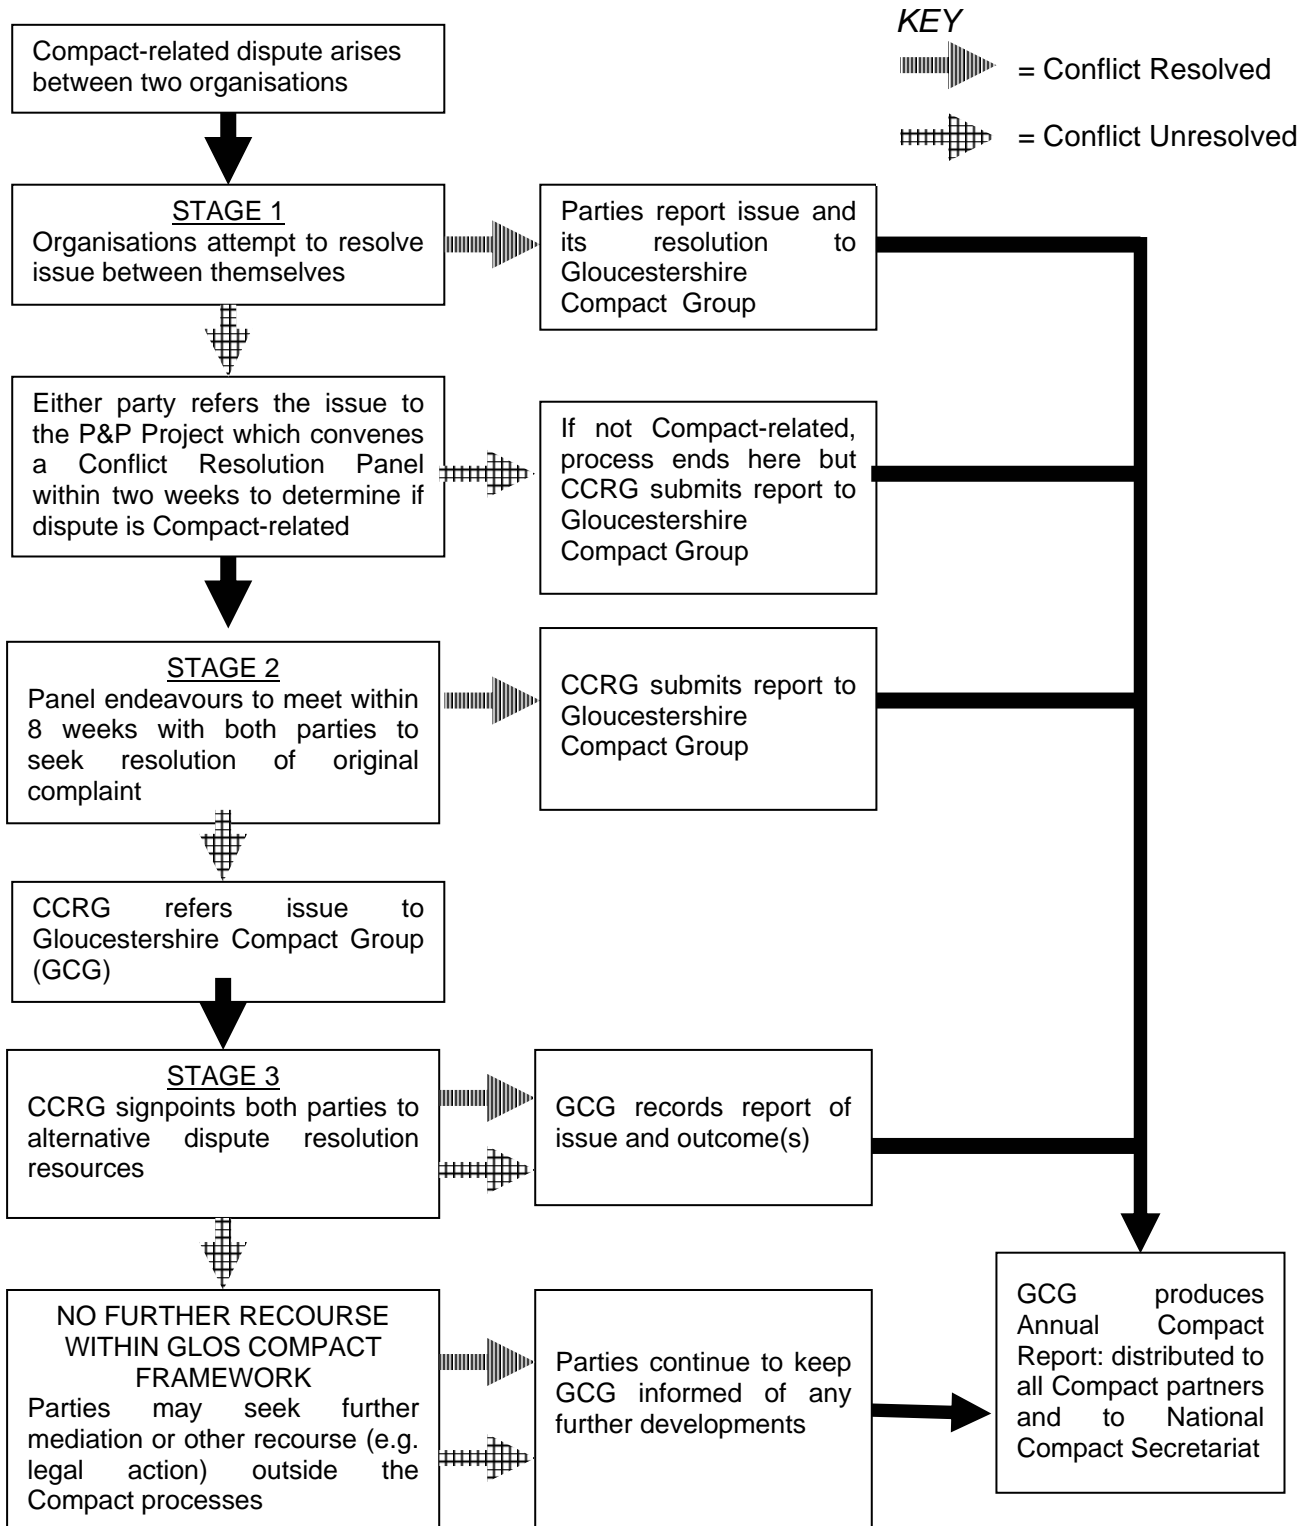 KEY
= Conflict Resolved
= Conflict Unresolved
Compact-related dispute arises
between two organisations
STAGE 1
Organisations attempt to resolve
issue between themselves
Parties report issue and
its resolution to
Gloucestershire
Compact Group
Either party refers the issue to
the P&P Project which convenes
a Conflict Resolution Panel
within two weeks to determine if
dispute is Compact-related
If not Compact-related,
process ends here but
CCRG submits report to
Gloucestershire
Compact Group
STAGE 2
Panel endeavours to meet within
8 weeks with both parties to
seek resolution of original
complaint
CCRG submits report to
Gloucestershire
Compact Group
CCRG refers issue to
Gloucestershire Compact Group
(GCG)
STAGE 3
CCRG signpoints both parties to
alternative dispute resolution
resources
GCG records report of
issue and outcome(s)
NO FURTHER RECOURSE
WITHIN GLOS COMPACT
FRAMEWORK
Parties may seek further
mediation or other recourse (e.g.
legal action) outside the
Compact processes
Parties continue to keep
GCG informed of any
further developments
GCG produces
Annual Compact
Report: distributed to
all Compact partners
and to National
Compact Secretariat